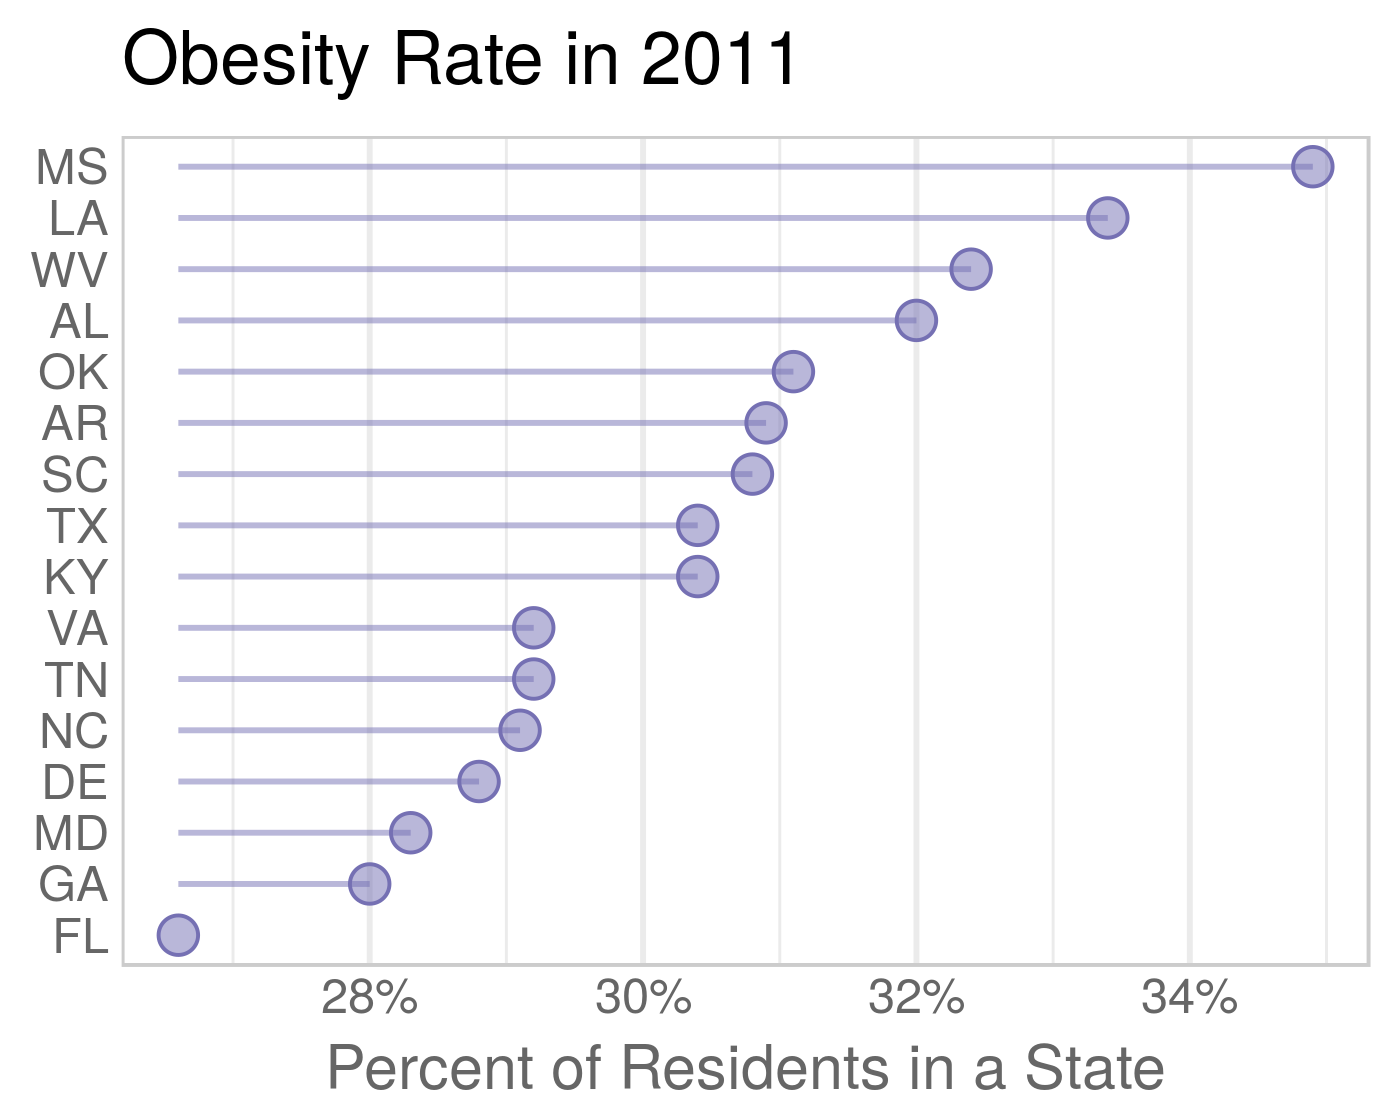 Obesity Rate in 2011
MS
LA
WV
AL
OK
AR
SC
TX
KY
VA
TN
NC
DE
MD
GA
FL
28% 30% 32% 34%
Percent of Residents in a State